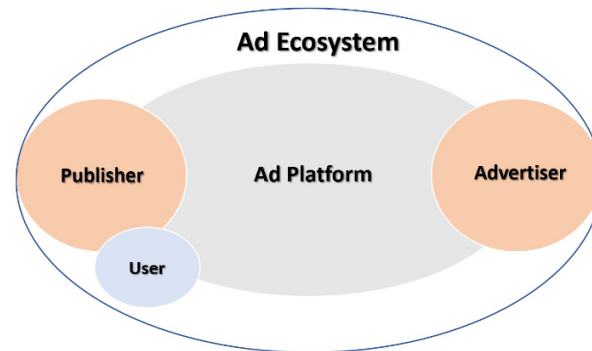 Ad Ecosystem
Publisher
Ad Platform
Advertiser
User